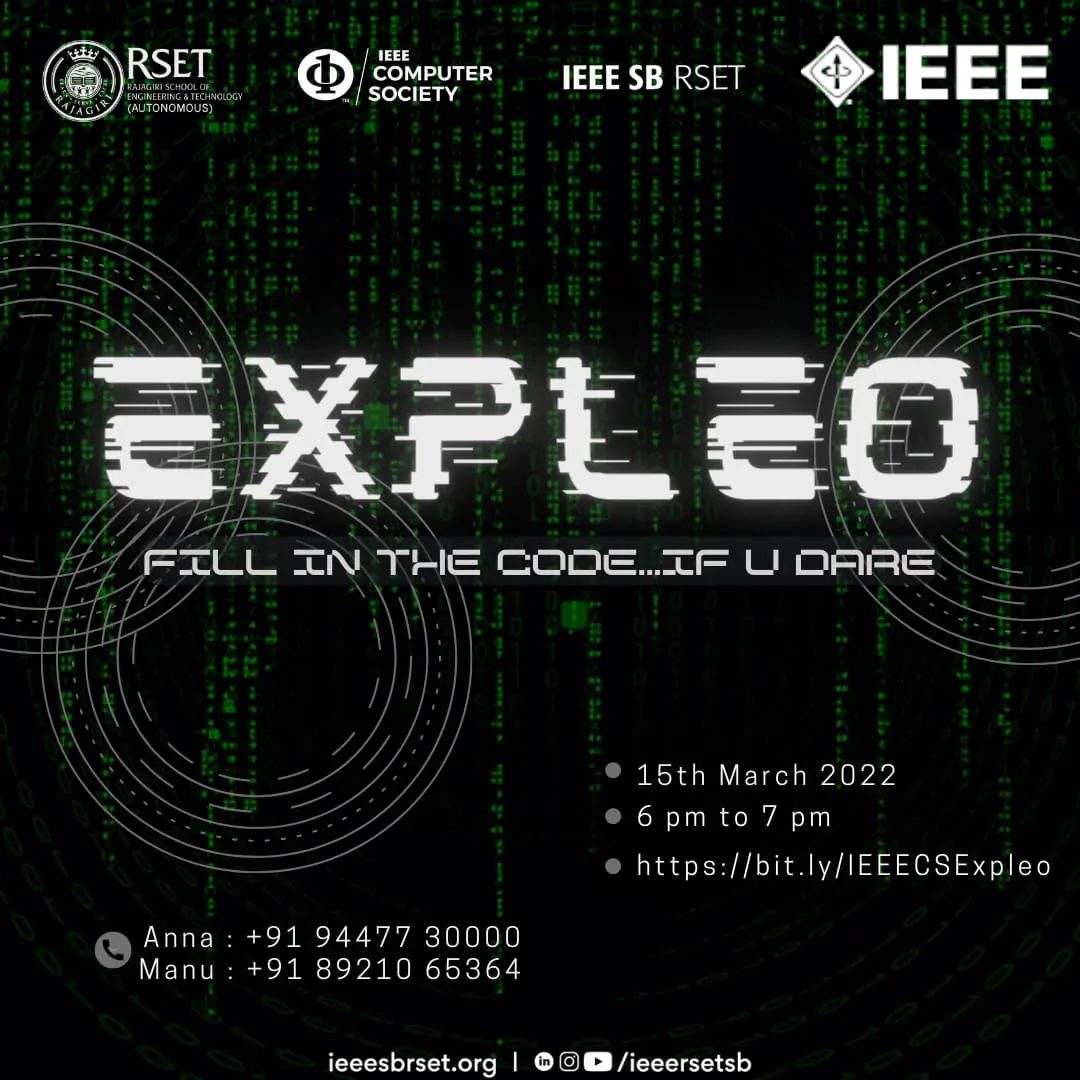 RSET
RAJAGIRI SCHOOL OF
ENGINEERING & TECHNOLOGY
(AUTONOMOUS)
RAJAGIRI
IEEE
COMPUTER
SOCIETY
TM
IEEE SB RSET
IEEE
EXPLEO
FILL IN THE CODE...IF U DARE
15th March 2022
6 pm to 7 pm
https://bit.ly/IEEECSExpleo
Anna : +91 94477 30000
Manu : +91 89210 65364
ieeesbrset.org | /ieeersetsb